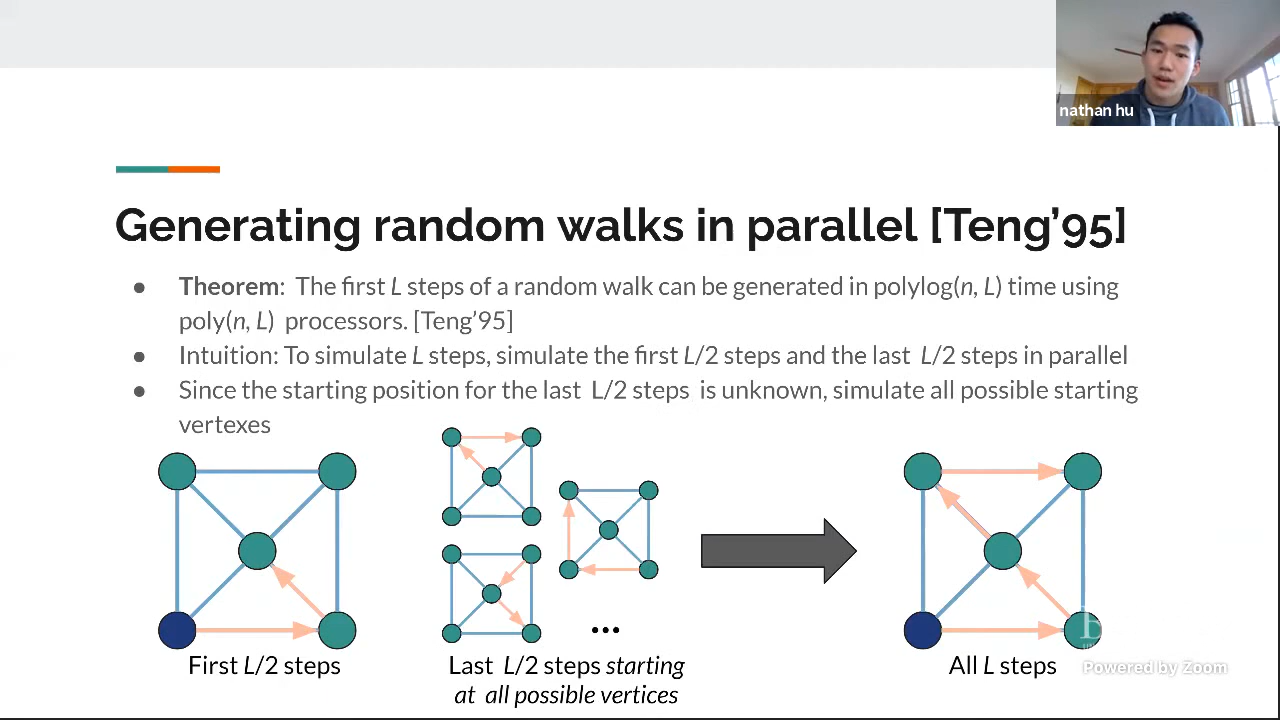 nathan hu
Generating random walks in parallel [Teng’95]
● Theorem: The first L steps of a random walk can be generated in polylog(n, L) time using
poly(n, L) processors. [Teng’95]
● Intuition: To simulate L steps, simulate the first L/2 steps and the last L/2 steps in parallel
● Since the starting position for the last L/2 steps is unknown, simulate all possible starting
vertexes
...
First L/2 steps
Last L/2 steps starting
at all possible vertices
All L steps
Powered by Zoom